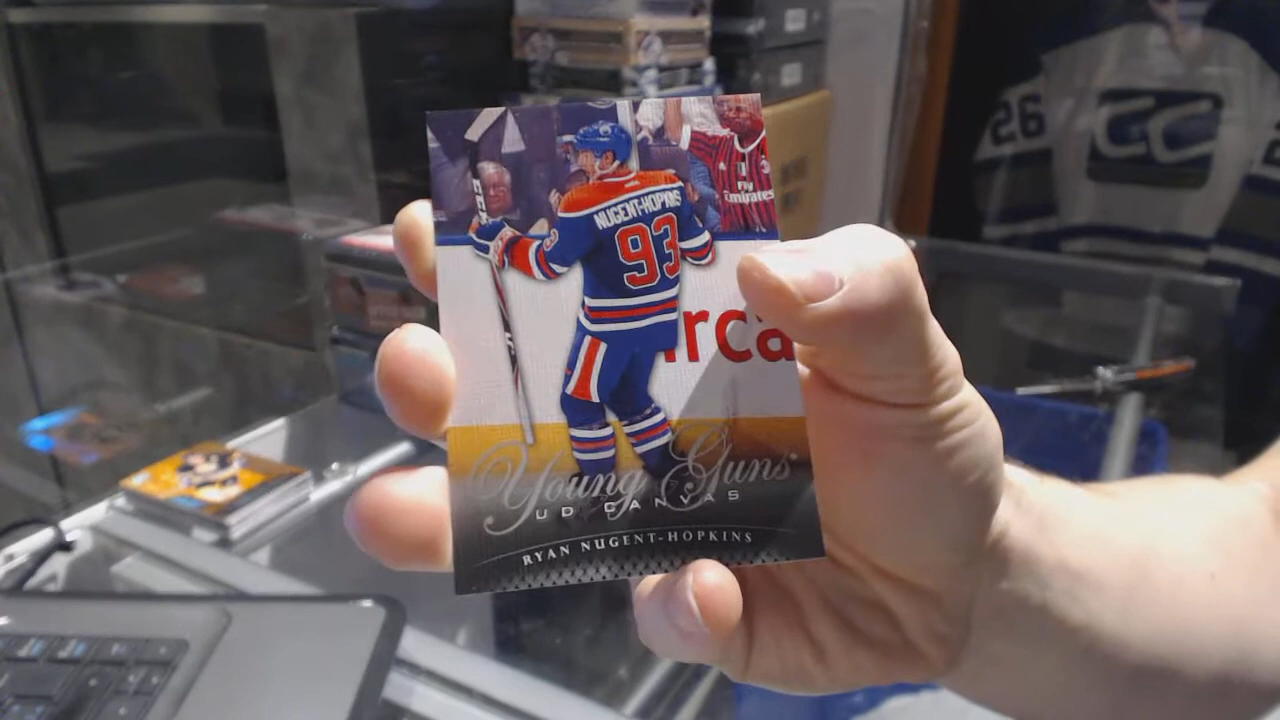 NUGENT-HOPKINS
93
Fly
Emirates
rca
Young Guns
UD CANVAS
RYAN NUGENT-HOPKINS
26
CC